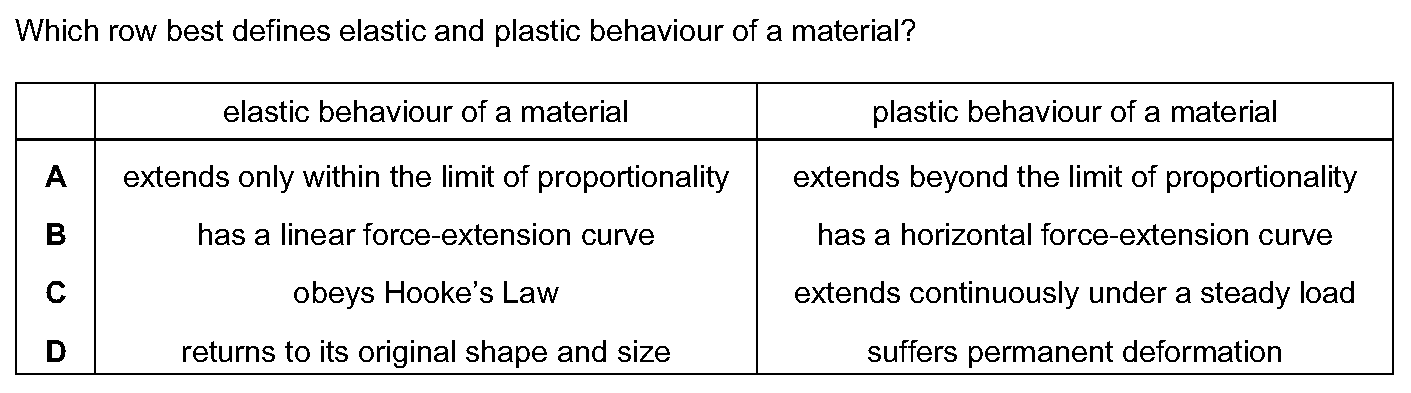 Which row best defines elastic and plastic behaviour of a material?
elastic behaviour of a material plastic behaviour of a material
A extends only within the limit of proportionality extends beyond the limit of proportionality
B has a linear force-extension curve has a horizontal force-extension curve
C obeys Hooke’s Law extends continuously under a steady load
D returns to its original shape and size suffers permanent deformation